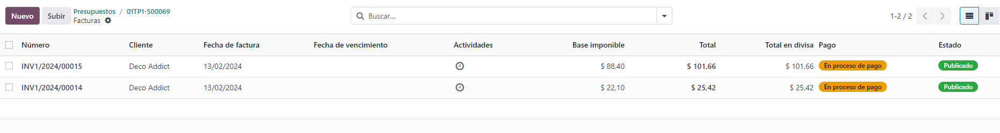 Nuevo Subir Presupuestos / 01TP1-S00069
Facturas
Buscar...
1-2 / 2
Número Cliente Fecha de factura Fecha de vencimiento Actividades Base imponible Total Total en divisa Pago Estado
INV1/2024/00015 Deco Addict 13/02/2024 $ 88,40 $ 101,66 $ 101,66 En proceso de pago Publicado
INV1/2024/00014 Deco Addict 13/02/2024 $ 22,10 $ 25,42 $ 25,42 En proceso de pago Publicado